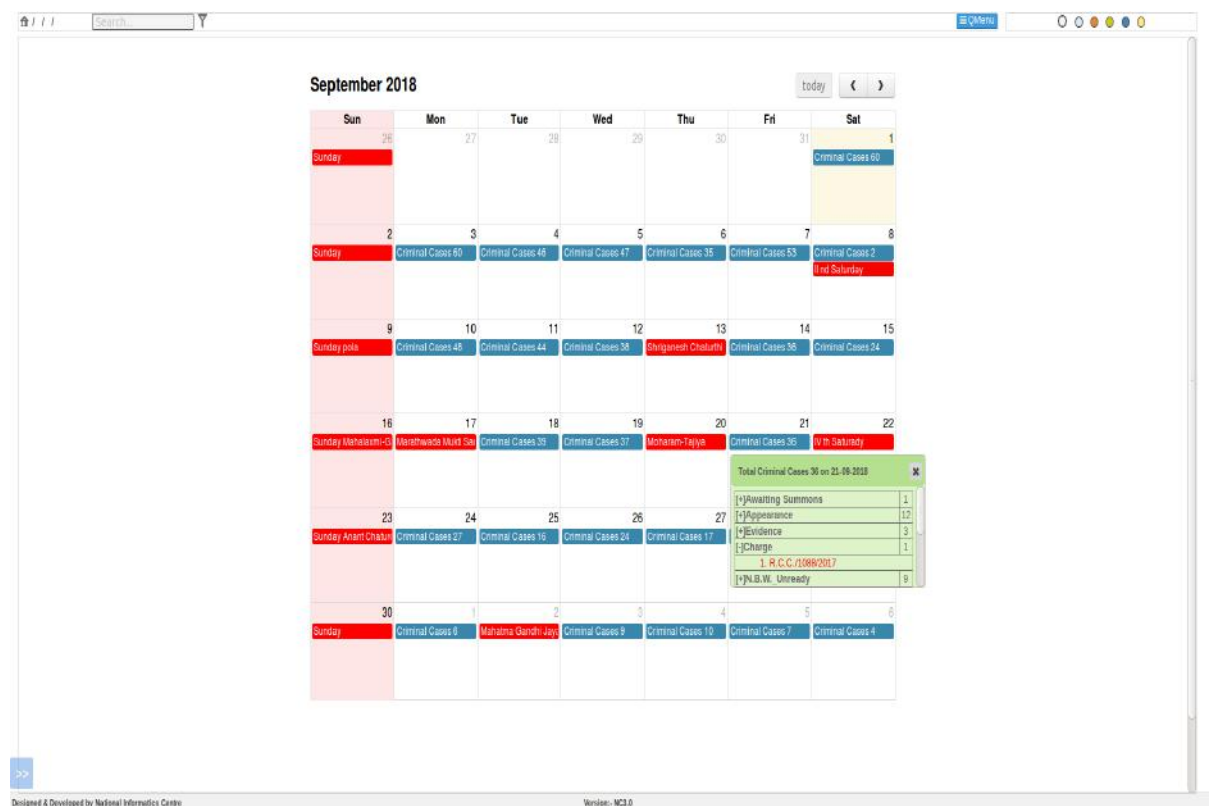 / / /
Search..
QMenu
September 2018
today
Sun Mon Tue Wed Thu Fri Sat
26 27 28 29 30 31 1
Sunday Criminal Cases 60
2 3 4 5 6 7 8
Sunday Criminal Cases 60 Criminal Cases 46 Criminal Cases 47 Criminal Cases 35 Criminal Cases 53 Criminal Cases 2
II nd Saturday
9 10 11 12 13 14 15
Sunday pola Criminal Cases 48 Criminal Cases 44 Criminal Cases 38 Shriganesh Chaturthi Criminal Cases 36 Criminal Cases 24
16 17 18 19 20 21 22
Sunday Mahalaxmi-G Marathwada Mukti Criminal Cases 39 Criminal Cases 37 Moharam-Tajiya Criminal Cases 36 IV th Saturady
Total Criminal Cases 36 on 21-09-2018
[+]Awaiting Summons 1
[+]Appearance 12
[+]Evidence 3
[-]Charge 1
1. R.C.C./1088/2017
[+]N.B.W._Unready 9
23 24 25 26 27
Sunday Anant Chatur Criminal Cases 27 Criminal Cases 16 Criminal Cases 24 Criminal Cases 17
30 1 2 3 4 5 6
Sunday Criminal Cases 6 Mahatma Gandhi Jay Criminal Cases 9 Criminal Cases 10 Criminal Cases 7 Criminal Cases 4
>>
Designed & Developed by National Informatics Centre Version:- NC3.0